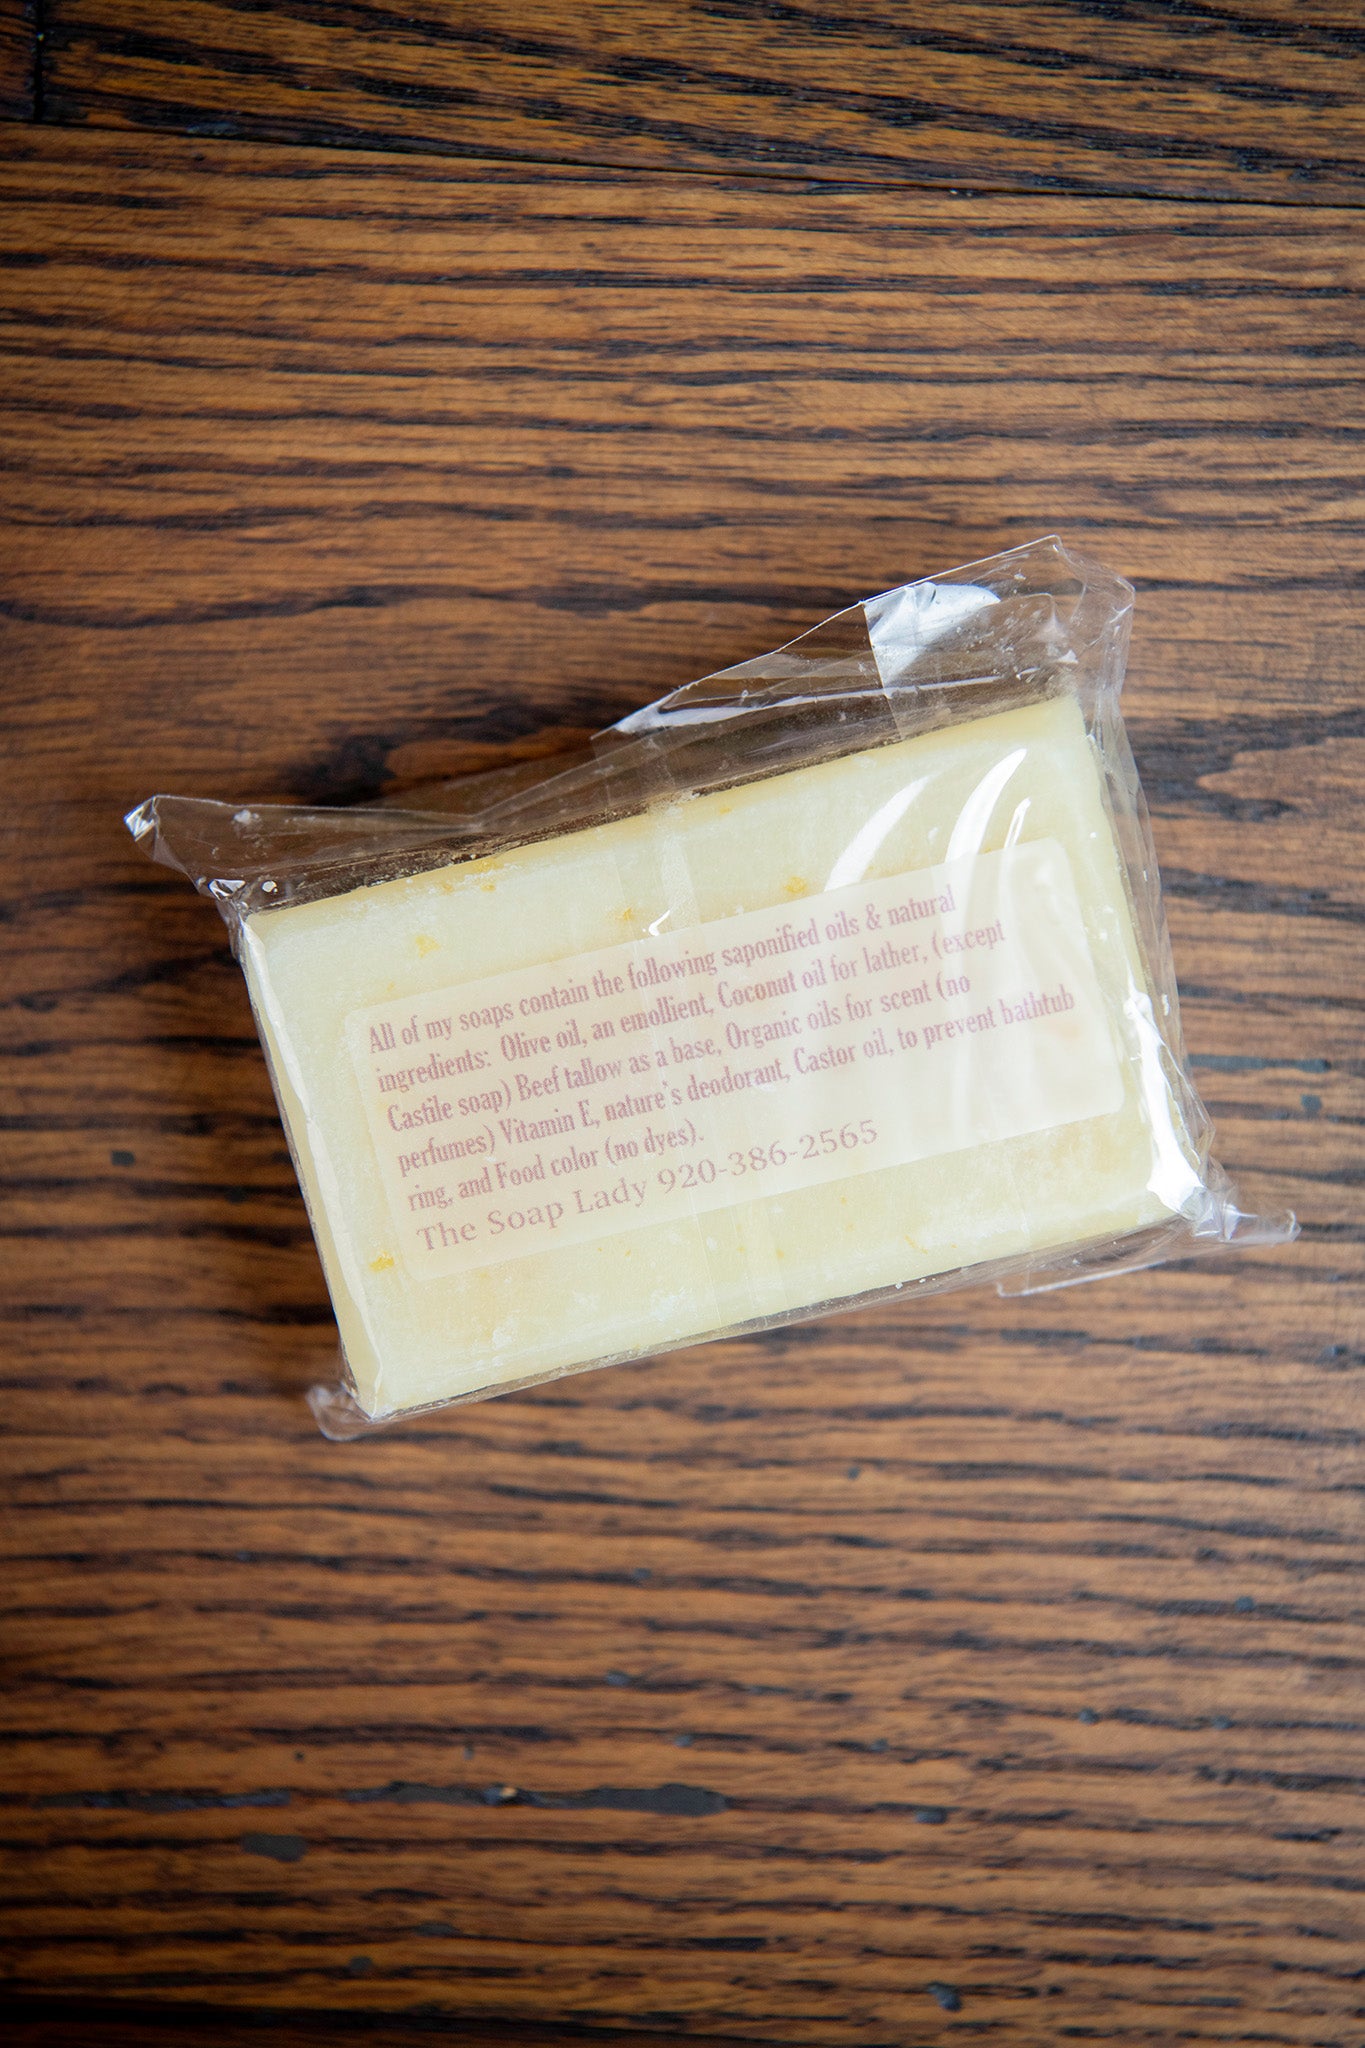 All of my soaps contain the following saponified oils & natural
ingredients:  Olive oil, an emollient, Coconut oil for lather, (except
Castile soap) Beef tallow as a base, Organic oils for scent (no
perfumes) Vitamin E, nature's deodorant, Castor oil, to prevent bathtub
ring, and Food color (no dyes).
The Soap Lady 920-386-2565